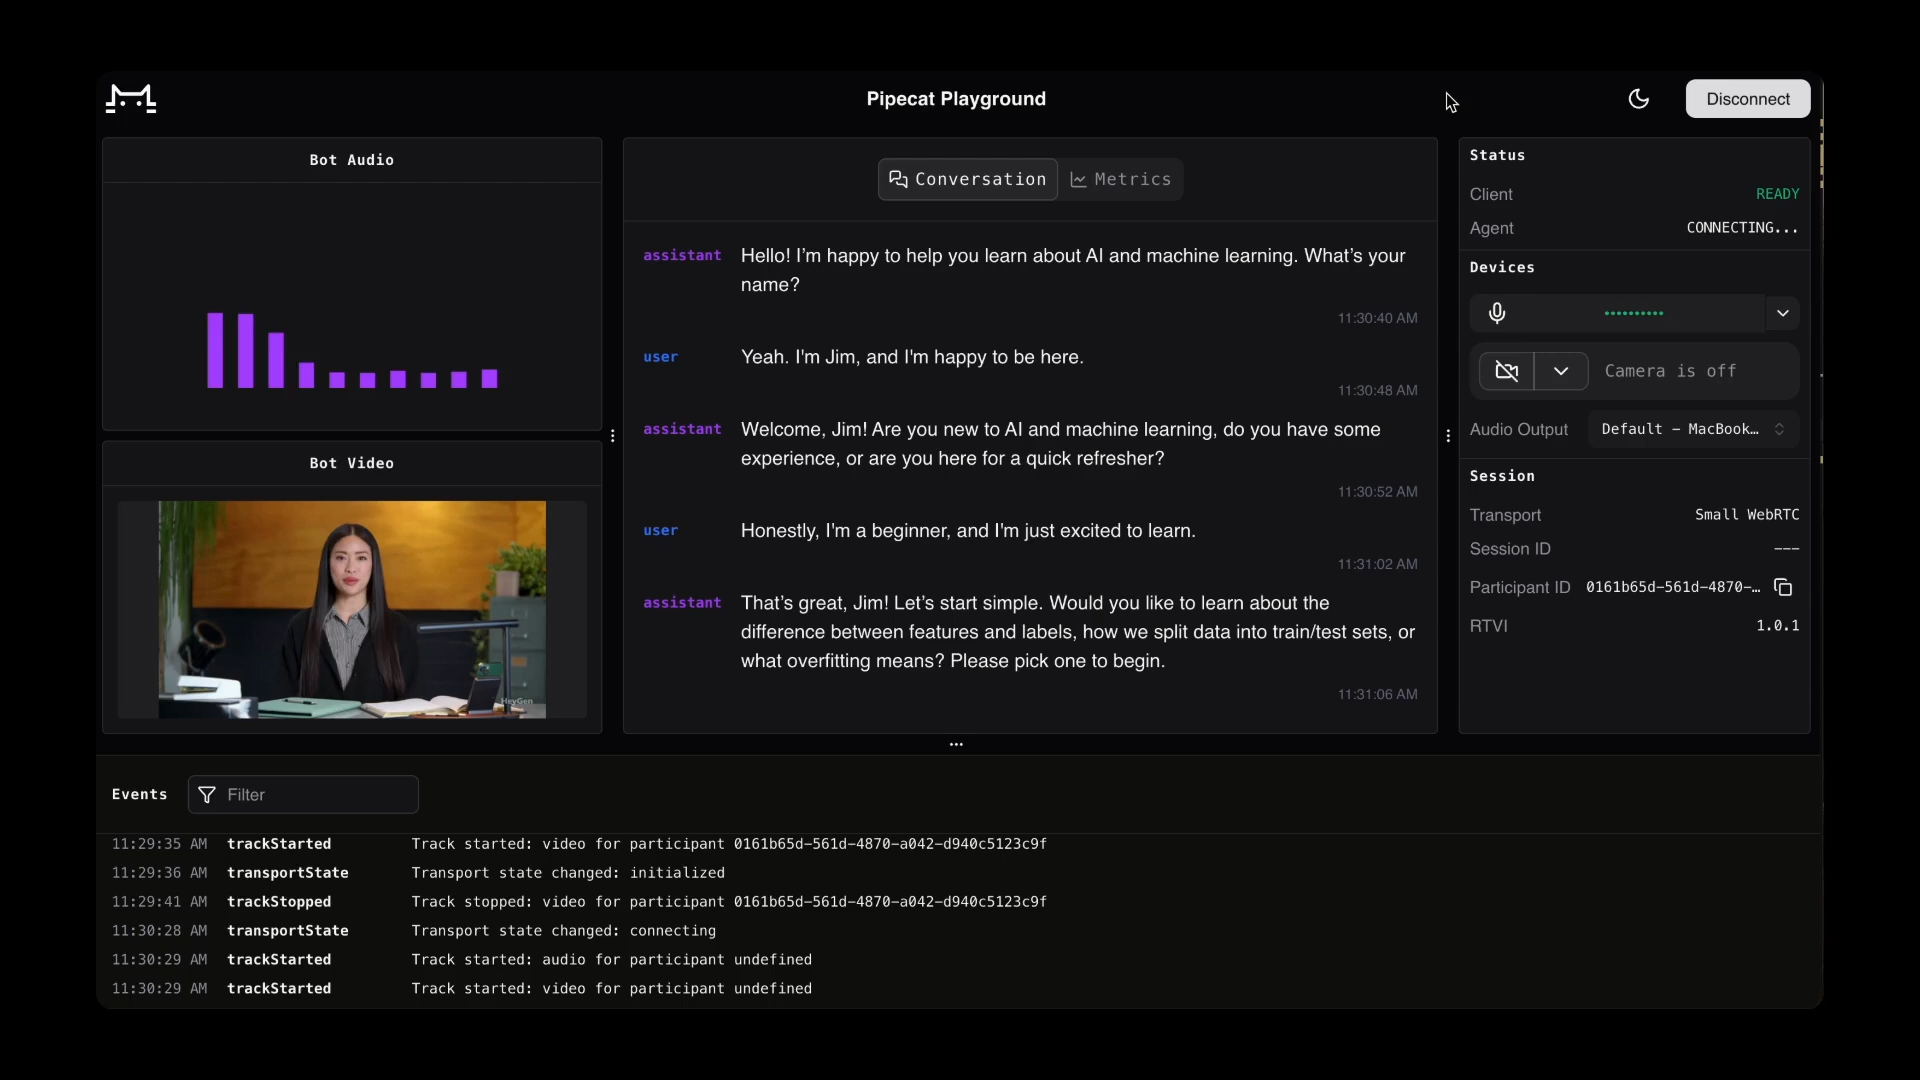 Pipecat Playground
Disconnect
Bot Audio
Bot Video
HeyGen
Conversation
Metrics
assistant
Hello! I’m happy to help you learn about AI and machine learning. What’s your
name?
11:30:40 AM
user
Yeah. I'm Jim, and I'm happy to be here.
11:30:48 AM
assistant
Welcome, Jim! Are you new to AI and machine learning, do you have some
experience, or are you here for a quick refresher?
11:30:52 AM
user
Honestly, I'm a beginner, and I'm just excited to learn.
11:31:02 AM
assistant
That’s great, Jim! Let’s start simple. Would you like to learn about the
difference between features and labels, how we split data into train/test sets, or
what overfitting means? Please pick one to begin.
11:31:06 AM
Status
Client READY
Agent CONNECTING...
Devices
Camera is off
Audio Output Default – MacBook…
Session
Transport Small WebRTC
Session ID ---
Participant ID 0161b65d-561d-4870-…
RTVI 1.0.1
Events
Filter
11:29:35 AM trackStarted Track started: video for participant 0161b65d-561d-4870-a042-d940c5123c9f
11:29:36 AM transportState Transport state changed: initialized
11:29:41 AM trackStopped Track stopped: video for participant 0161b65d-561d-4870-a042-d940c5123c9f
11:30:28 AM transportState Transport state changed: connecting
11:30:29 AM trackStarted Track started: audio for participant undefined
11:30:29 AM trackStarted Track started: video for participant undefined